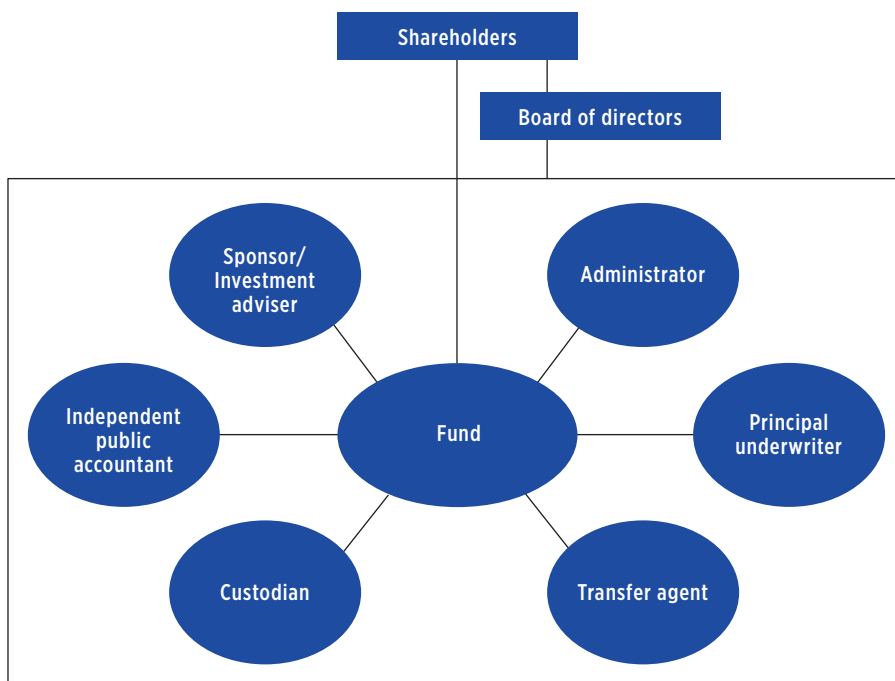 Shareholders
Board of directors
Sponsor/
Investment
adviser
Administrator
Independent
public
accountant
Fund
Principal
underwriter
Custodian
Transfer agent